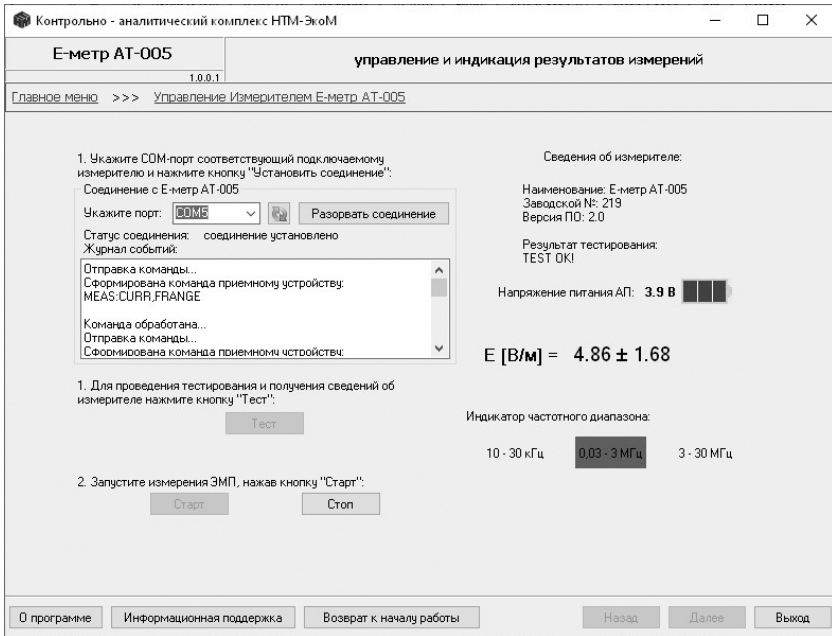 Контрольно - аналитический комплекс НТМ-ЭкоМ
Е-метр АТ-005
1.0.0.1
управление и индикация результатов измерений
Главное меню >>> Управление Измерителем Е-метр АТ-005
1. Укажите COM-порт соответствующий подключаемому
измерителю и нажмите кнопку "Установить соединение":
Соединение с Е-метр АТ-005
Укажите порт: COM5 Разорвать соединение
Статус соединения: соединение установлено
Журнал событий:
Отправка команды...
Сформирована команда приемному устройству:
MEAS:CURR,FRANGE
Команда обработана...
Отправка команды...
Сформирована команда приемному устройству:
1. Для проведения тестирования и получения сведений об
измерителе нажмите кнопку "Тест":
Тест
2. Запустите измерения ЭМП, нажав кнопку "Старт":
Старт Стоп
Сведения об измерителе:
Наименование: Е-метр АТ-005
Заводской №: 219
Версия ПО: 2.0
Результат тестирования:
TEST OK!
Напряжение питания АП: 3.9 В
E [В/м] = 4.86 ± 1.68
Индикатор частотного диапазона:
10 - 30 кГц 0,03 - 3 МГц 3 - 30 МГц
О программе Информационная поддержка Возврат к началу работы Назад Далее Выход